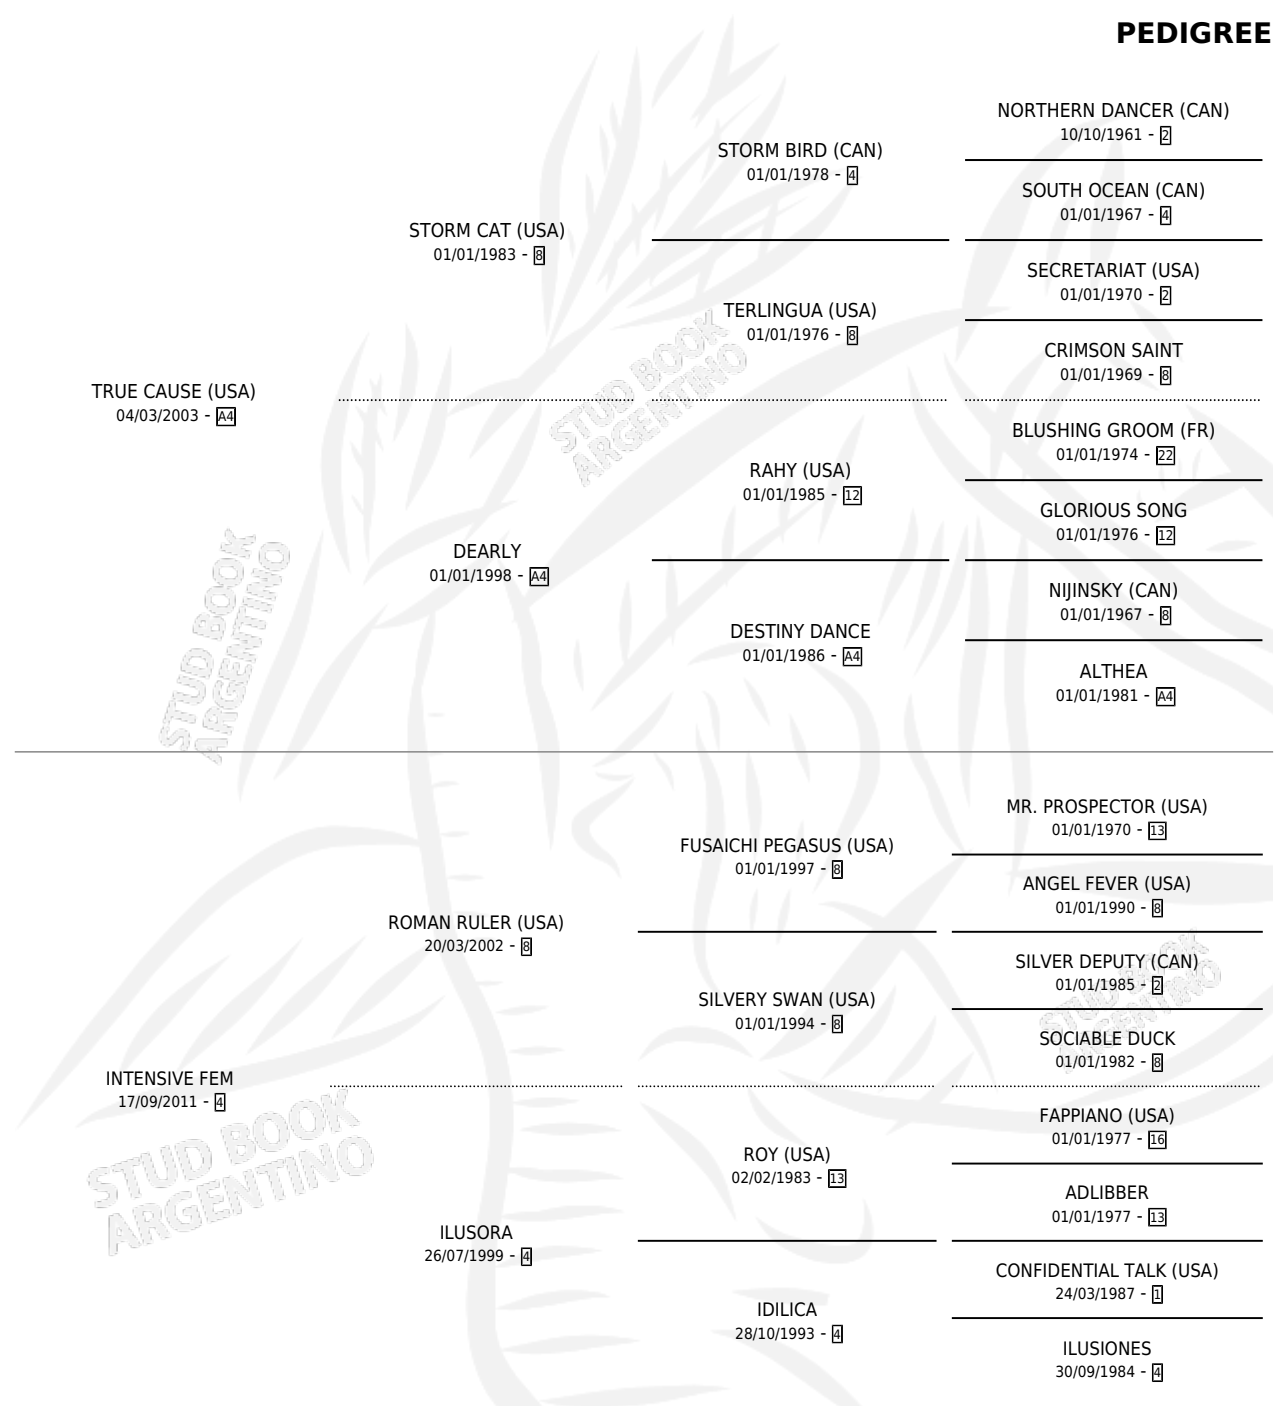 PEDIGREE
NORTHERN DANCER (CAN)
10/10/1961 - 2
STORM BIRD (CAN)
01/01/1978 - 4
SOUTH OCEAN (CAN)
01/01/1967 - 4
STORM CAT (USA)
01/01/1983 - 8
SECRETARIAT (USA)
01/01/1970 - 2
TERLINGUA (USA)
01/01/1976 - 8
CRIMSON SAINT
01/01/1969 - 8
TRUE CAUSE (USA)
04/03/2003 - A4
BLUSHING GROOM (FR)
01/01/1974 - 22
RAHY (USA)
01/01/1985 - 12
GLORIOUS SONG
01/01/1976 - 12
DEARLY
01/01/1998 - A4
NIJINSKY (CAN)
01/01/1967 - 8
DESTINY DANCE
01/01/1986 - A4
ALTHEA
01/01/1981 - A4
MR. PROSPECTOR (USA)
01/01/1970 - 13
FUSAICHI PEGASUS (USA)
01/01/1997 - 8
ANGEL FEVER (USA)
01/01/1990 - 8
ROMAN RULER (USA)
20/03/2002 - 8
SILVER DEPUTY (CAN)
01/01/1985 - 2
SILVERY SWAN (USA)
01/01/1994 - 8
SOCIABLE DUCK
01/01/1982 - 8
INTENSIVE FEM
17/09/2011 - 4
FAPPIANO (USA)
01/01/1977 - 16
ROY (USA)
02/02/1983 - 13
ADLIBBER
01/01/1977 - 13
ILUSORA
26/07/1999 - 4
CONFIDENTIAL TALK (USA)
24/03/1987 - 1
IDILICA
28/10/1993 - 4
ILUSIONES
30/09/1984 - 4
STUD BOOK
ARGENTINO
STUD BOOK
ARGENTINO
STUD BOOK
ARGENTINO
STUD BOOK
ARGENTINO